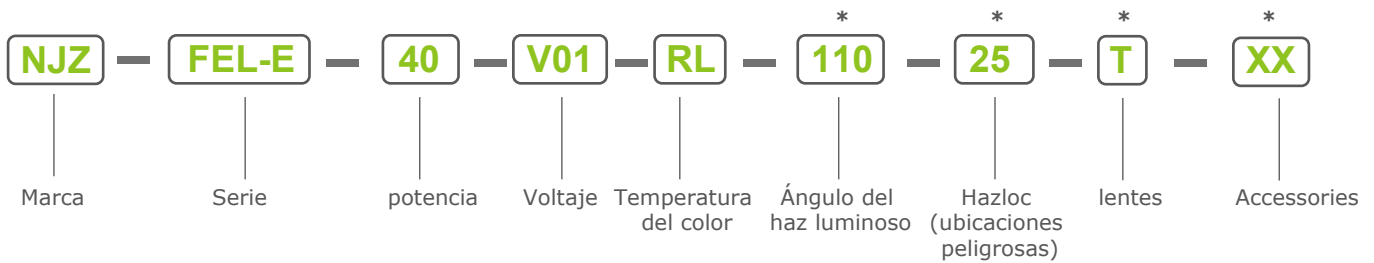 * * * *
NJZ — FEL-E — 40 — V01 — RL — 110 — 25 — T — XX
Marca Serie potencia Voltaje Temperatura del color Ángulo del haz luminoso Hazloc (ubicaciones peligrosas) lentes Accessories